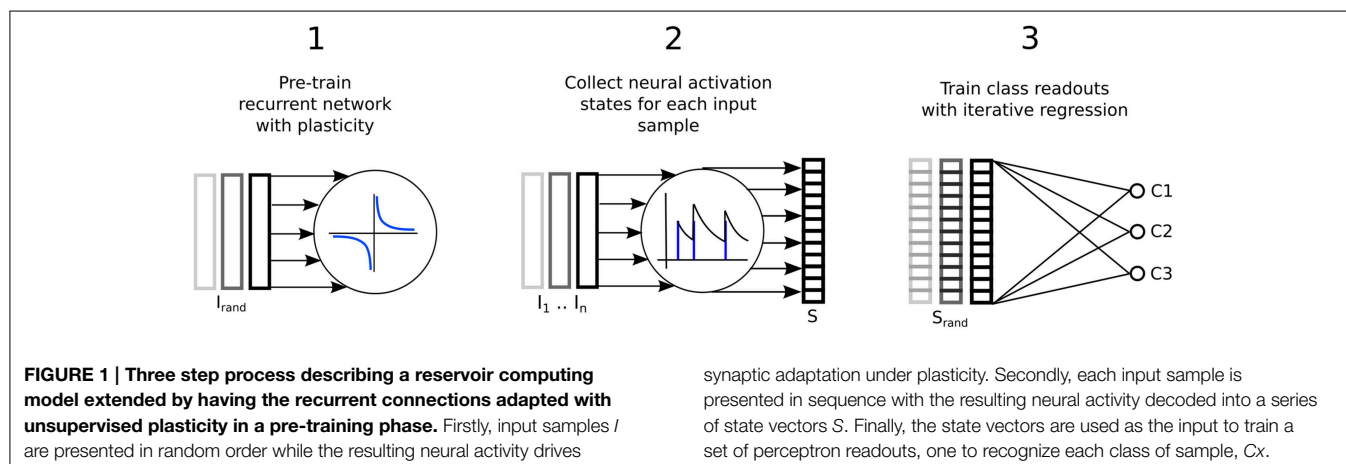 1
Pre-train
recurrent network
with plasticity
I_rand
2
Collect neural activation
states for each input
sample
I_1 .. I_n
S
3
Train class readouts
with iterative regression
S_rand
C1
C2
C3
FIGURE 1 | Three step process describing a reservoir computing
model extended by having the recurrent connections adapted with
unsupervised plasticity in a pre-training phase. Firstly, input samples I
are presented in random order while the resulting neural activity drives
synaptic adaptation under plasticity. Secondly, each input sample is
presented in sequence with the resulting neural activity decoded into a series
of state vectors S. Finally, the state vectors are used as the input to train a
set of perceptron readouts, one to recognize each class of sample, Cx.